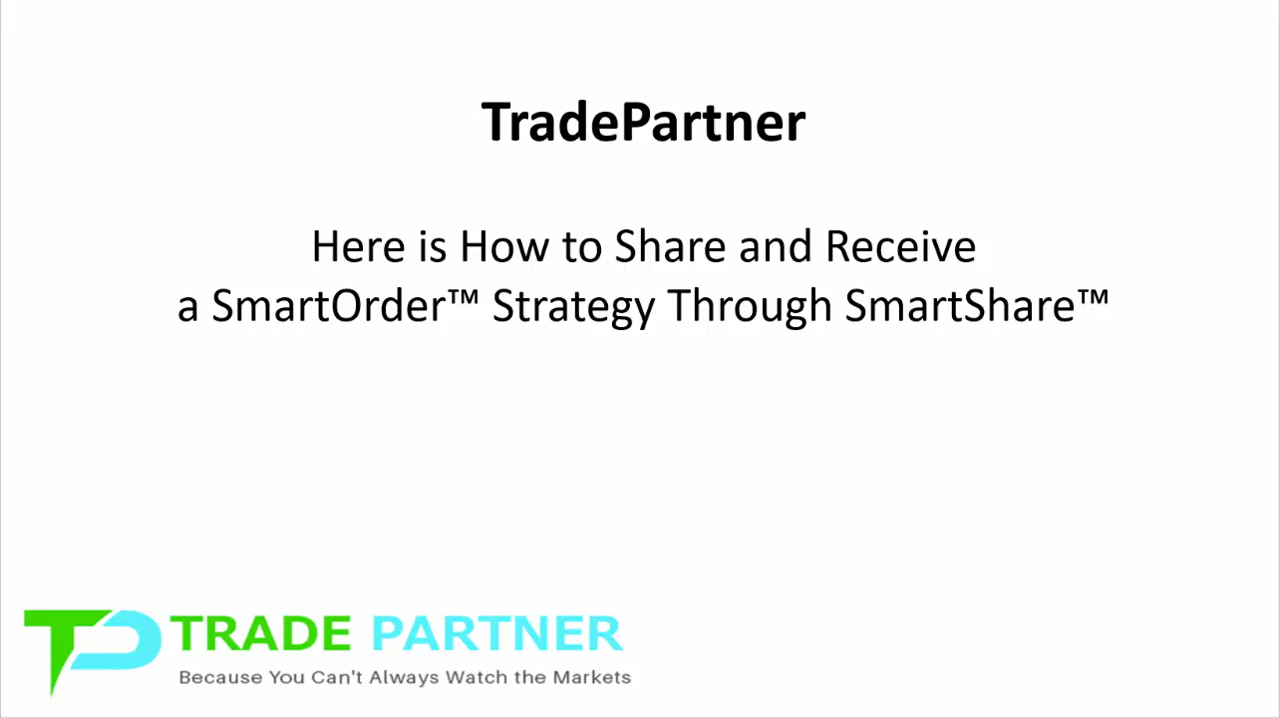 TradePartner
Here is How to Share and Receive
a SmartOrder™ Strategy Through SmartShare™
TP TRADE PARTNER
Because You Can't Always Watch the Markets